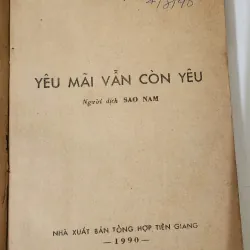 YÊU MÃI VẪN CÒN YÊU
Người dịch SAO NAM
NHÀ XUẤT BẢN TỔNG HỢP TIỀN GIANG
—1990—